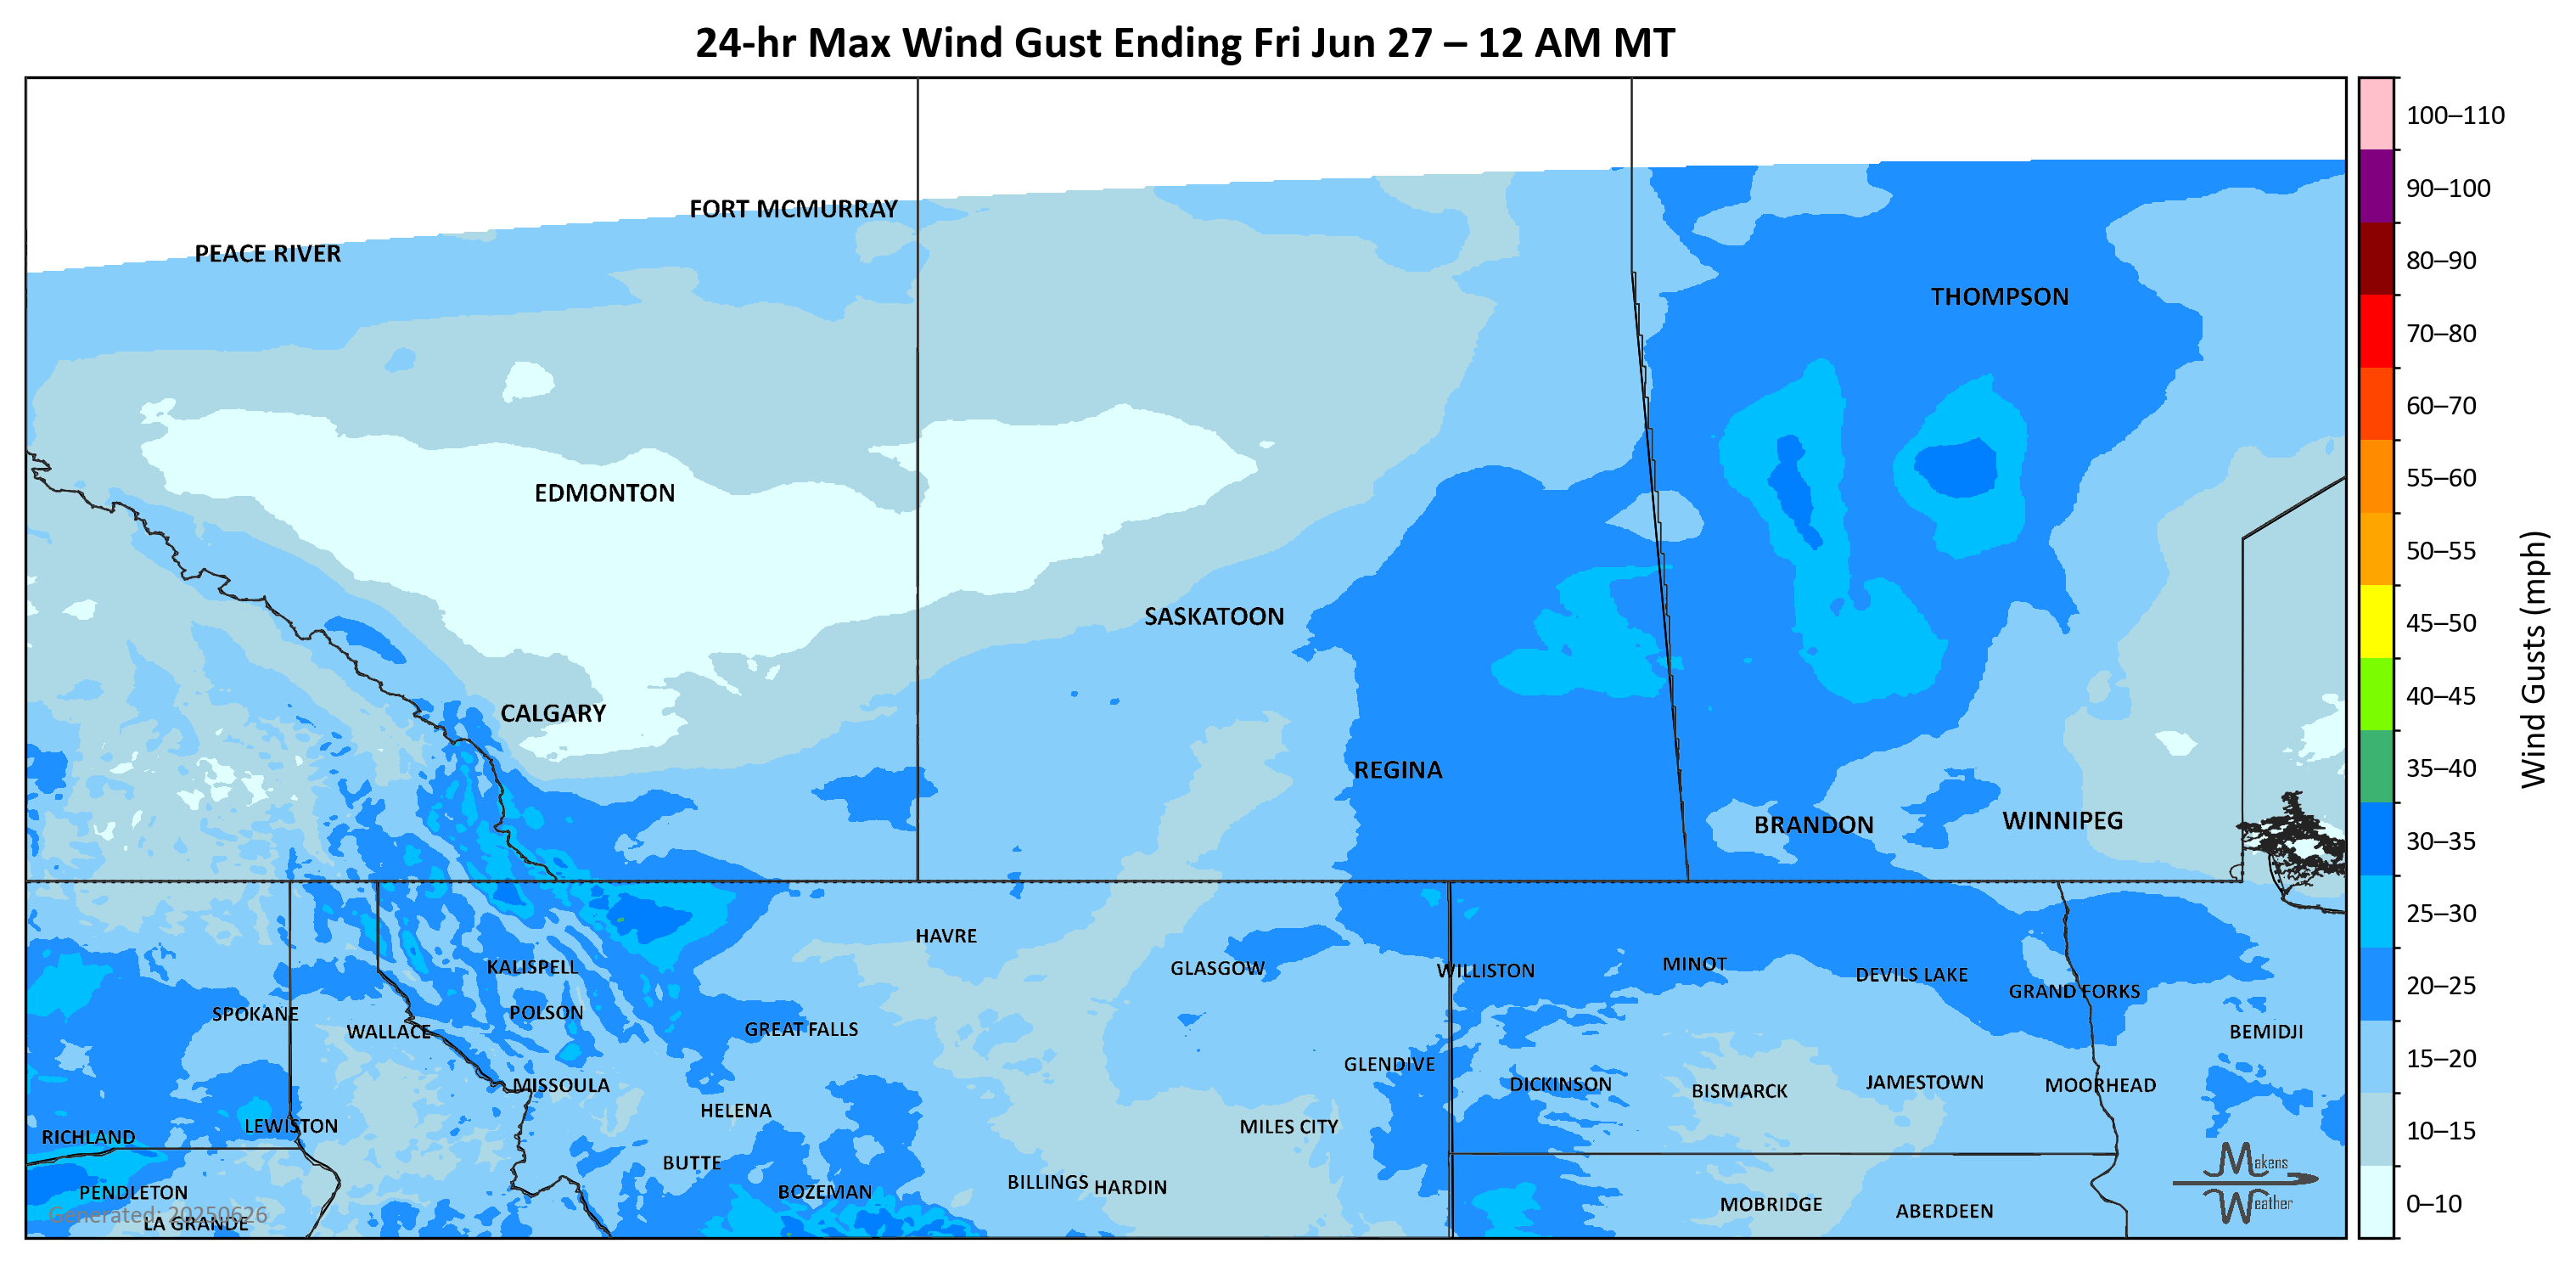 24-hr Max Wind Gust Ending Fri Jun 27 – 12 AM MT
100–110
90–100
80–90
70–80
60–70
55–60
50–55
45–50
40–45
35–40
30–35
25–30
20–25
15–20
10–15
0–10
Wind Gusts (mph)
FORT MCMURRAY
PEACE RIVER
THOMPSON
EDMONTON
SASKATOON
CALGARY
REGINA
BRANDON
WINNIPEG
HAVRE
KALISPELL
GLASGOW
WILLISTON
MINOT
DEVILS LAKE
GRAND FORKS
SPOKANE
POLSON
WALLACE
GREAT FALLS
BEMIDJI
GLENDIVE
MISSOULA
DICKINSON
BISMARCK
JAMESTOWN
MOORHEAD
HELENA
LEWISTON
MILES CITY
RICHLAND
BUTTE
PENDLETON
BOZEMAN
BILLINGS
HARDIN
MOBRIDGE
ABERDEEN
Generated: 20250626
LA GRANDE
Makens
Weather